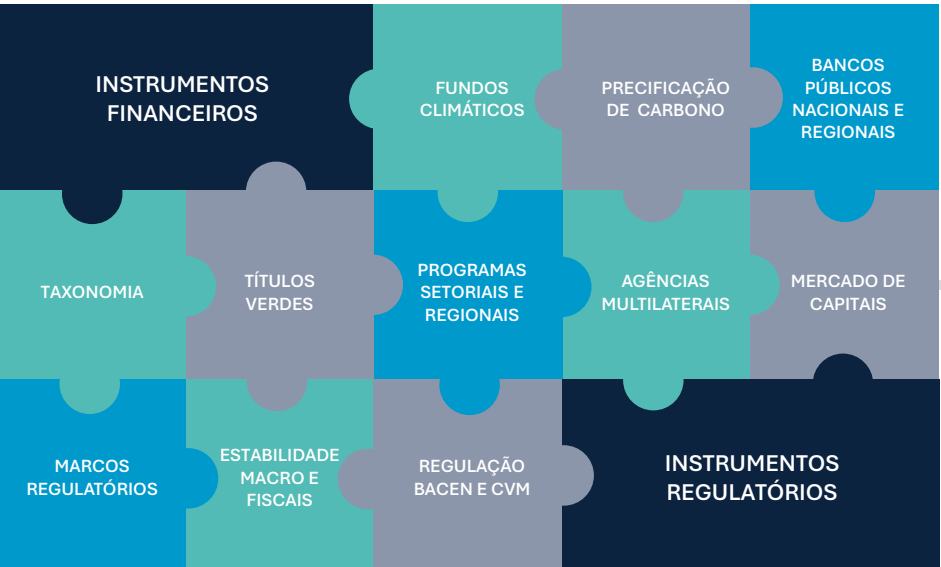 INSTRUMENTOS
FINANCEIROS
FUNDOS
CLIMÁTICOS
PRECIFICAÇÃO
DE CARBONO
BANCOS
PÚBLICOS
NACIONAIS E
REGIONAIS
TAXONOMIA
TÍTULOS
VERDES
PROGRAMAS
SETORIAIS E
REGIONAIS
AGÊNCIAS
MULTILATERAIS
MERCADO DE
CAPITAIS
MARCOS
REGULATÓRIOS
ESTABILIDADE
MACRO E
FISCAIS
REGULAÇÃO
BACEN E CVM
INSTRUMENTOS
REGULATÓRIOS